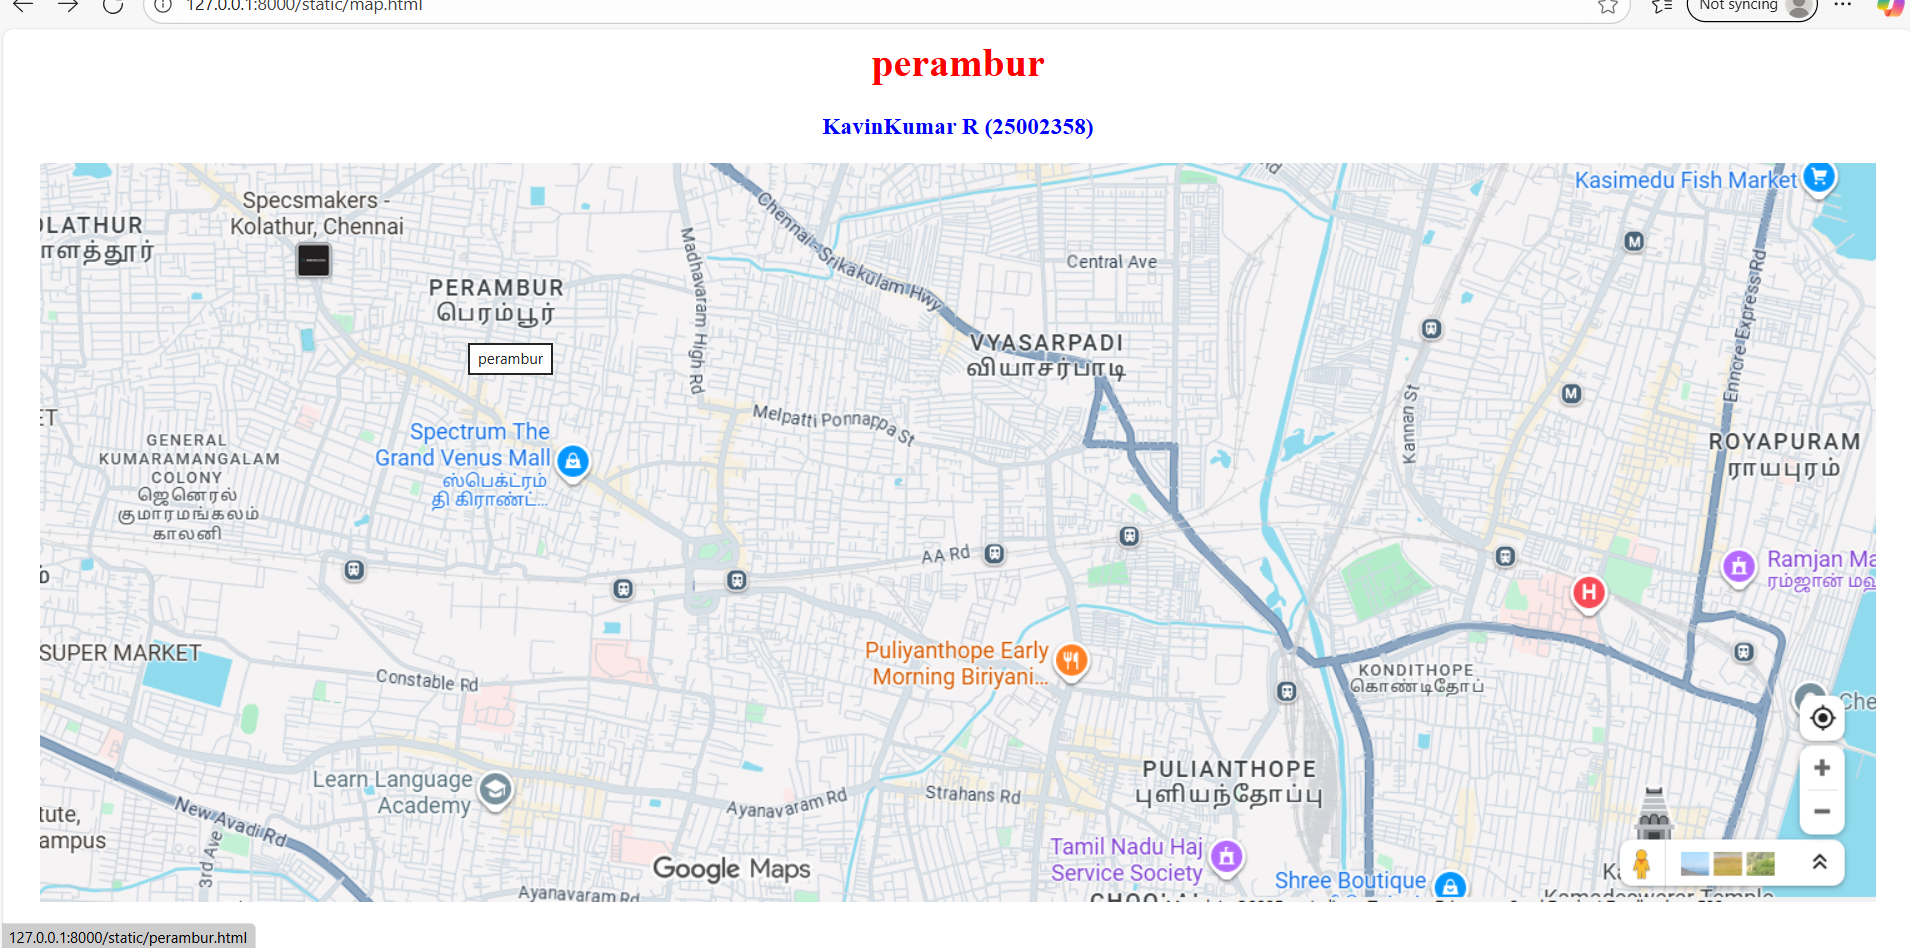 127.0.0.1:8000/static/map.html
Not syncing
perambur
KavinKumar R (25002358)
Kasimedu Fish Market
Specsmakers -
Kolathur, Chennai
OLATHUR
ாளத்தூர்
PERAMBUR
பெரம்பூர்
perambur
Madhavaram High Rd
Chennai - Srikakulam Hwy
Central Ave
VYASARPADI
வியாசர்பாடி
Melpatti Ponnappa St
Kannan St
Ennore Express Rd
M
M
ROYAPURAM
ராயபுரம்
ET
GENERAL
KUMARAMANGALAM
COLONY
ஜெனரல்
குமாரமங்கலம்
காலனி
Spectrum The
Grand Venus Mall
ஸ்பெக்ட்ரம்
தி கிராண்ட்...
AA Rd
Ramjan Ma
ரம்ஜான் மஹ
H
SUPER MARKET
Constable Rd
Puliyanthope Early
Morning Biriyani...
KONDITHOPE
கொண்டிதோப்
Che
Learn Language
Academy
PULIANTHOPE
புளியந்தோப்பு
Strahans Rd
Ayanavaram Rd
New Avadi Rd
3rd Ave
tute,
ampus
Google Maps
Ayanavaram Rd
Tamil Nadu Haj
Service Society
Shree Boutique
127.0.0.1:8000/static/perambur.html